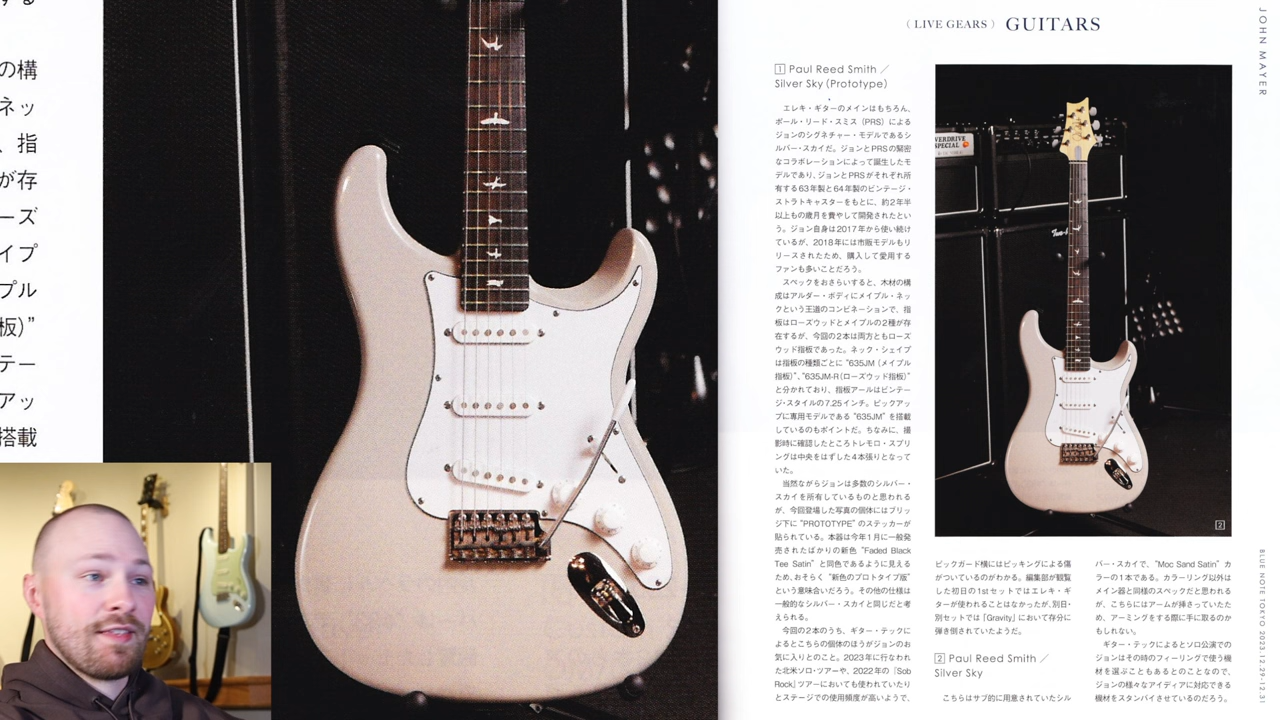 する
の構
ネッ
、指
が存
ーズ
イプ
プル
板)”
テー
アッ
搭載
(LIVE GEARS) GUITARS
JOHN MAYER
1 Paul Reed Smith /
Silver Sky (Prototype)
エレキ・ギターのメインはもちろん、
ポール・リード・スミス(PRS)による
ジョンのシグネチャー・モデルであるシ
ルバー・スカイだ。ジョンとPRSの緊密
なコラボレーションによって誕生したモ
デルであり、ジョンとPRSがそれぞれ所
有する63年製と64年製のビンテージ・
ストラトキャスターをもとに、約2年半
以上もの歳月を費やして開発されたとい
う。ジョン自身は2017年から使い続け
ているが、2018年には市販モデルもリ
リースされたため、購入して愛用する
ファンも多いことだろう。
スペックをおさらいすると、木材の構
成はアルダー・ボディにメイプル・ネッ
クという王道のコンビネーションで、指
板はローズウッドとメイプルの2種が存
在するが、今回の2本は両方ともローズ
ウッド指板であった。ネック・シェイプ
は指板の種類ごとに“635JM(メイプル
指板)”、“635JM-R(ローズウッド指板)”
と分かれており、指板アールはビンテー
ジ・スタイルの7.25インチ。ピックアッ
プに専用モデルである“635JM”を搭載
しているのもポイントだ。ちなみに、撮
影時に確認したところトレモロ・スプリ
ングは中央をはずした4本張りとなって
いた。
当然ながらジョンは多数のシルバー・
スカイを所有しているものと思われる
が、今回登場した写真の個体にはブリッ
ジ下に“PROTOTYPE”のステッカーが
貼られている。本器は今年1月に一般発
売されたばかりの新色“Faded Black
Tee Satin”と同色であるように見える
ため、おそらく“新色のプロトタイプ版”
という意味合いだろう。その他の仕様は
一般的なシルバー・スカイと同じだと考
えられる。
今回の2本のうち、ギター・テックに
よるとこちらの個体のほうがジョンのお
気に入りとのこと。2023年に行なわれ
た北米ソロ・ツアーや、2022年の『Sob
Rock』ツアーにおいても使われていたり
とステージでの使用頻度が高いようで、
OVERDRIVE
SPECIAL
2
ピックガード横にはピッキングによる傷
がついているのがわかる。編集部が観覧
した初日の1stセットではエレキ・ギ
ターが使われることはなかったが、別日・
別セットでは「Gravity」において存分に
弾き倒されていたようだ。
2 Paul Reed Smith /
Silver Sky
こちらはサブ的に用意されていたシル
バー・スカイで、“Moc Sand Satin”カ
ラーの1本である。カラーリング以外は
メイン器と同様のスペックだと思われる
が、こちらにはアームが挿さっていたた
め、アーミングをする際に手に取るのか
もしれない。
ギター・テックによるとソロ公演での
ジョンはその時のフィーリングで使う機
材を選ぶこともあるとのことなので、
ジョンの様々なアイディアに対応できる
機材をスタンバイさせているのだろう。
BLUE NOTE TOKYO 2023.12.29-12.31